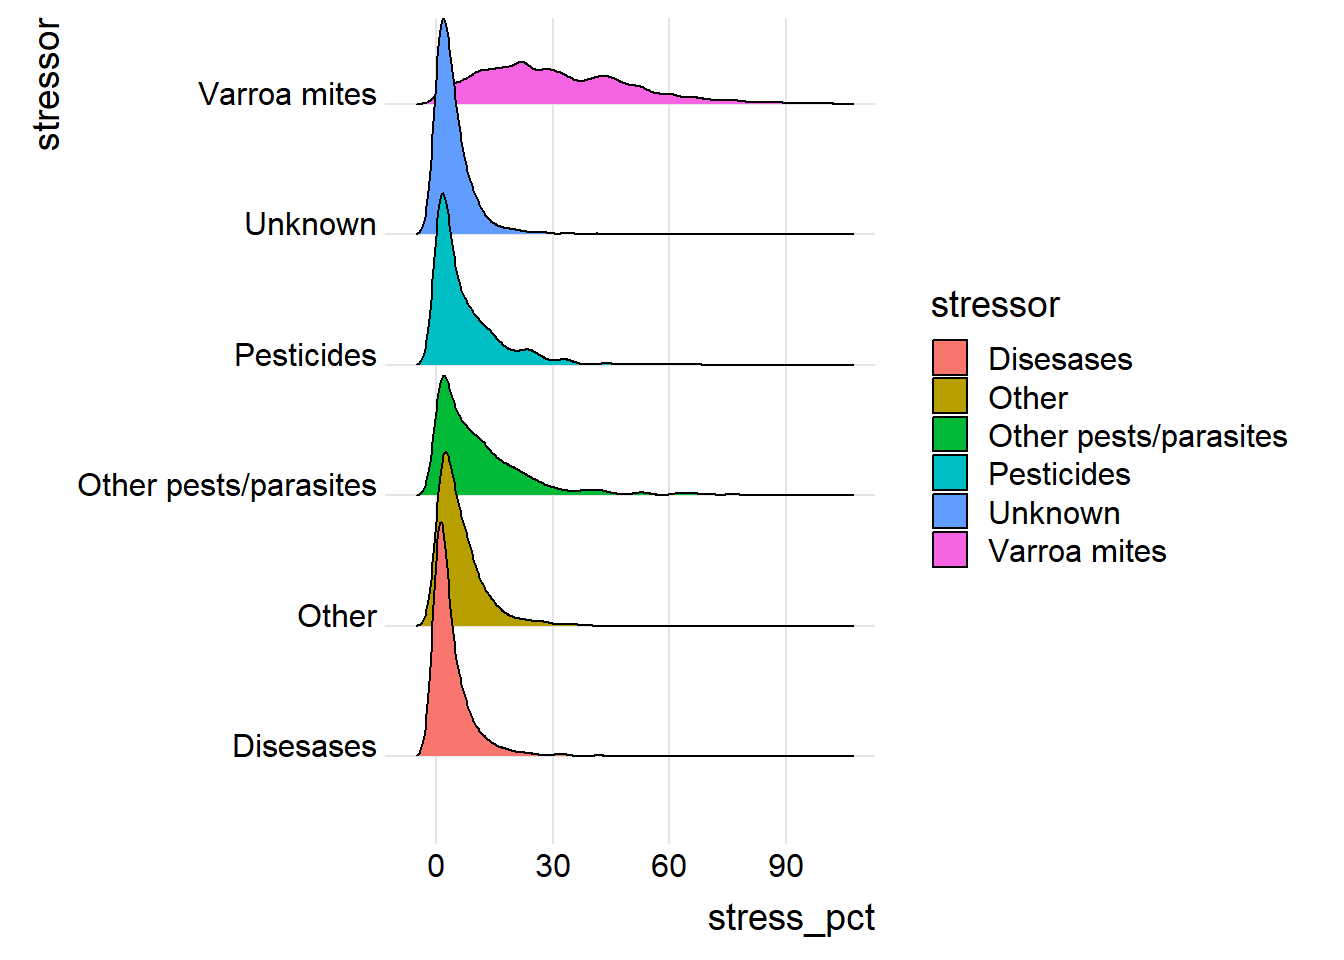 stressor
Varroa mites
Unknown
Pesticides
Other pests/parasites
Other
Disesases
0 30 60 90
stress_pct
stressor
Disesases
Other
Other pests/parasites
Pesticides
Unknown
Varroa mites